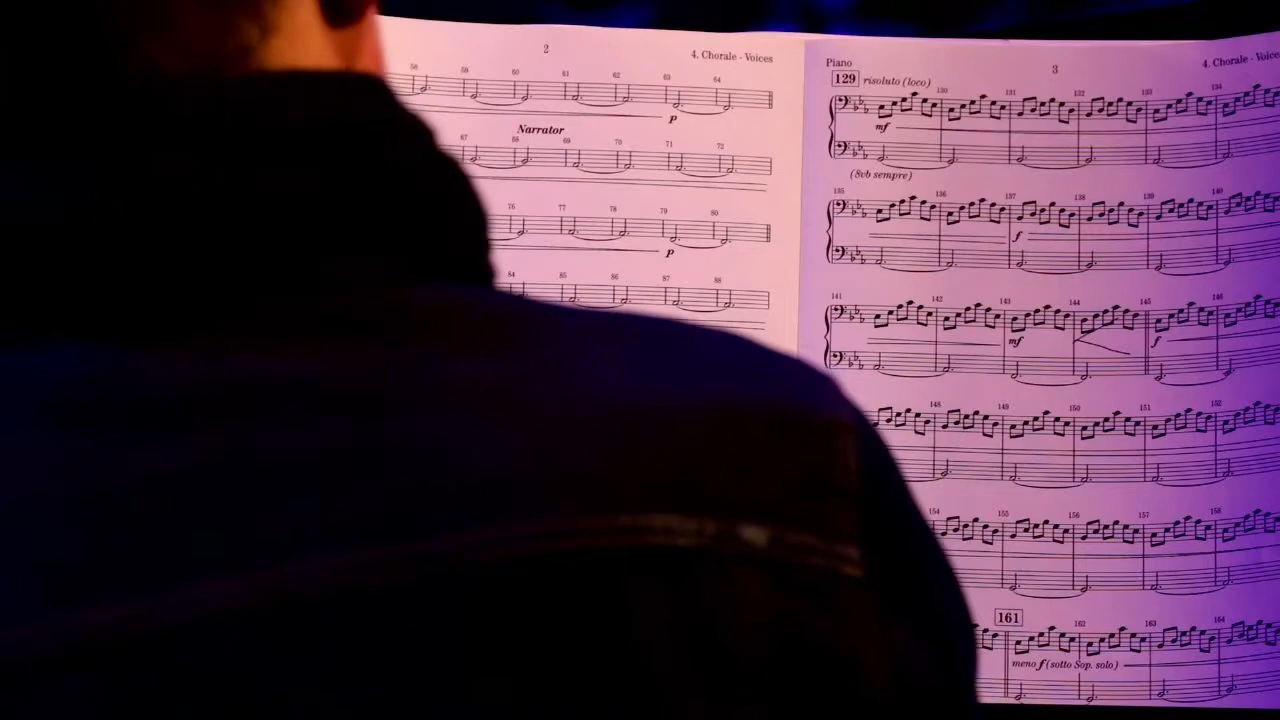 2
4. Chorale - Voices
58 59 60 61 62 63 64
p
Narrator
67 68 69 70 71 72
76 77 78 79 80
p
84 85 86 87 88
Piano
3
4. Chorale - Voices
129 risoluto (loco)
130 131 132 133 134
mf
(8vb sempre)
135 136 137 138 139 140
f
141 142 143 144 145 146
mf f
148 149 150 151 152
154 155 156 157 158
161
162 163 164
meno f (sotto Sop. solo)